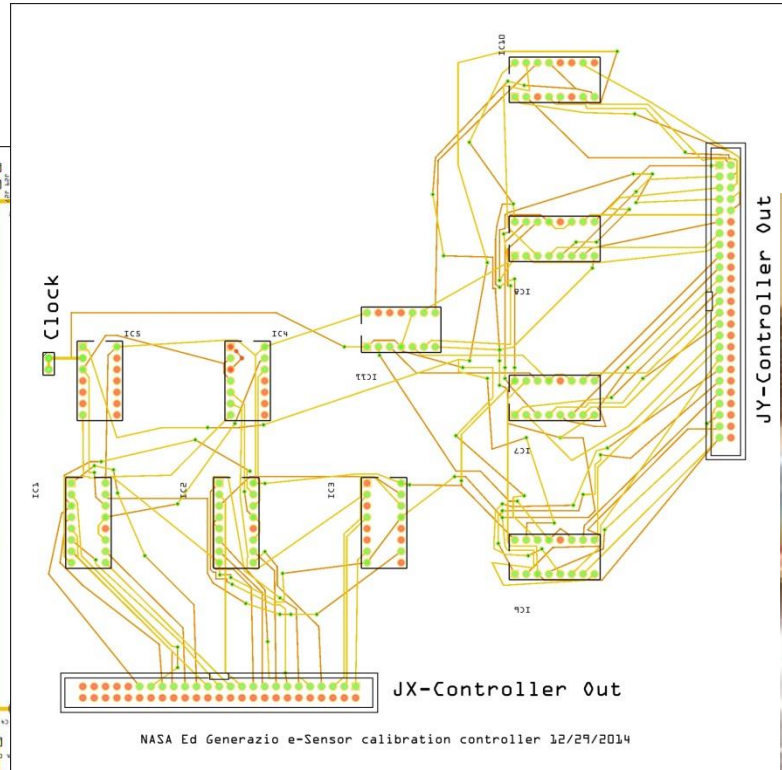 IC10
JY-Controller Out
IC8
Clock
IC5
IC4
IC11
IC7
IC1
IC2
IC3
IC6
JX-Controller Out
NASA Ed Generazio e-Sensor calibration controller 12/29/2014